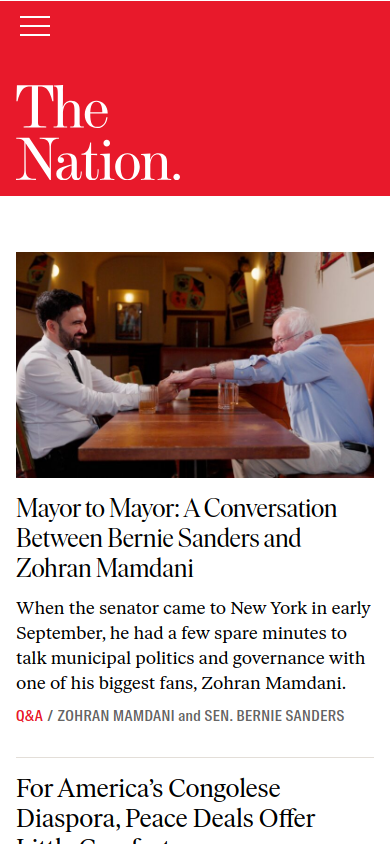 The
Nation.
Mayor to Mayor: A Conversation
Between Bernie Sanders and
Zohran Mamdani
When the senator came to New York in early
September, he had a few spare minutes to
talk municipal politics and governance with
one of his biggest fans, Zohran Mamdani.
Q&A / ZOHRAN MAMDANI and SEN. BERNIE SANDERS
For America’s Congolese
Diaspora, Peace Deals Offer
Little Comfort